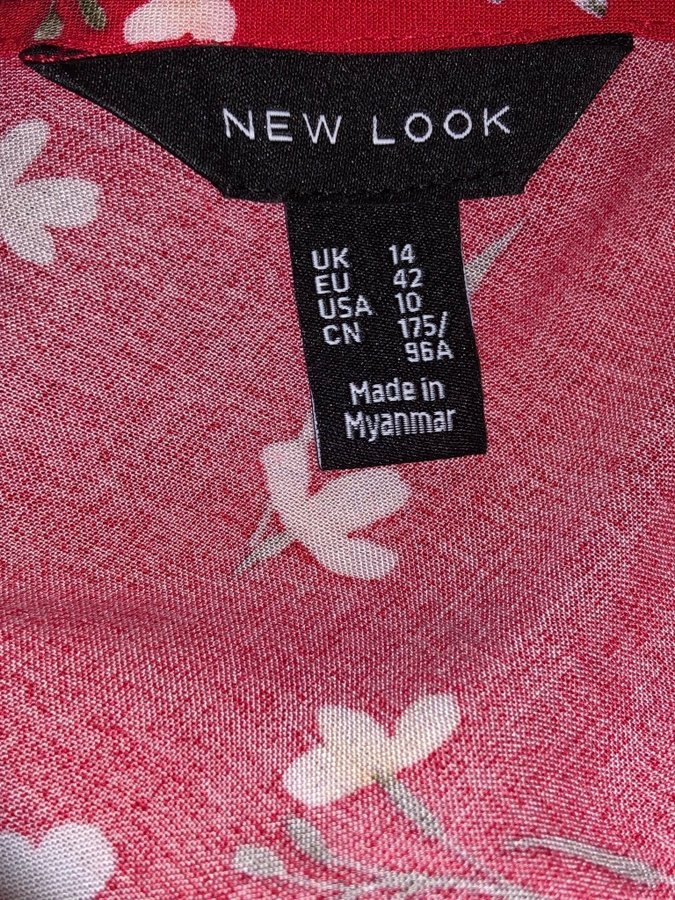 NEW LOOK
UK 14
EU 42
USA 10
CN 175/
96A
Made in
Myanmar